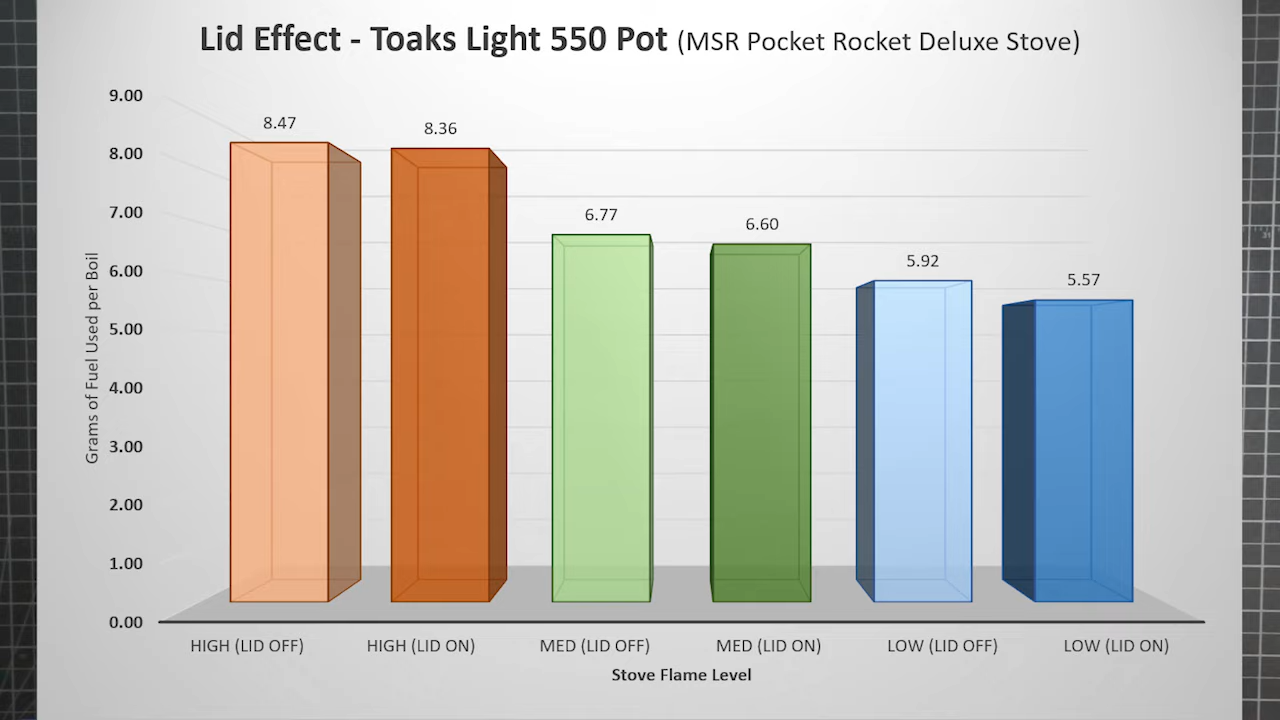 Lid Effect - Toaks Light 550 Pot (MSR Pocket Rocket Deluxe Stove)
Grams of Fuel Used per Boil
9.00
8.00
7.00
6.00
5.00
4.00
3.00
2.00
1.00
0.00
8.47
8.36
6.77
6.60
5.92
5.57
HIGH (LID OFF)
HIGH (LID ON)
MED (LID OFF)
MED (LID ON)
LOW (LID OFF)
LOW (LID ON)
Stove Flame Level